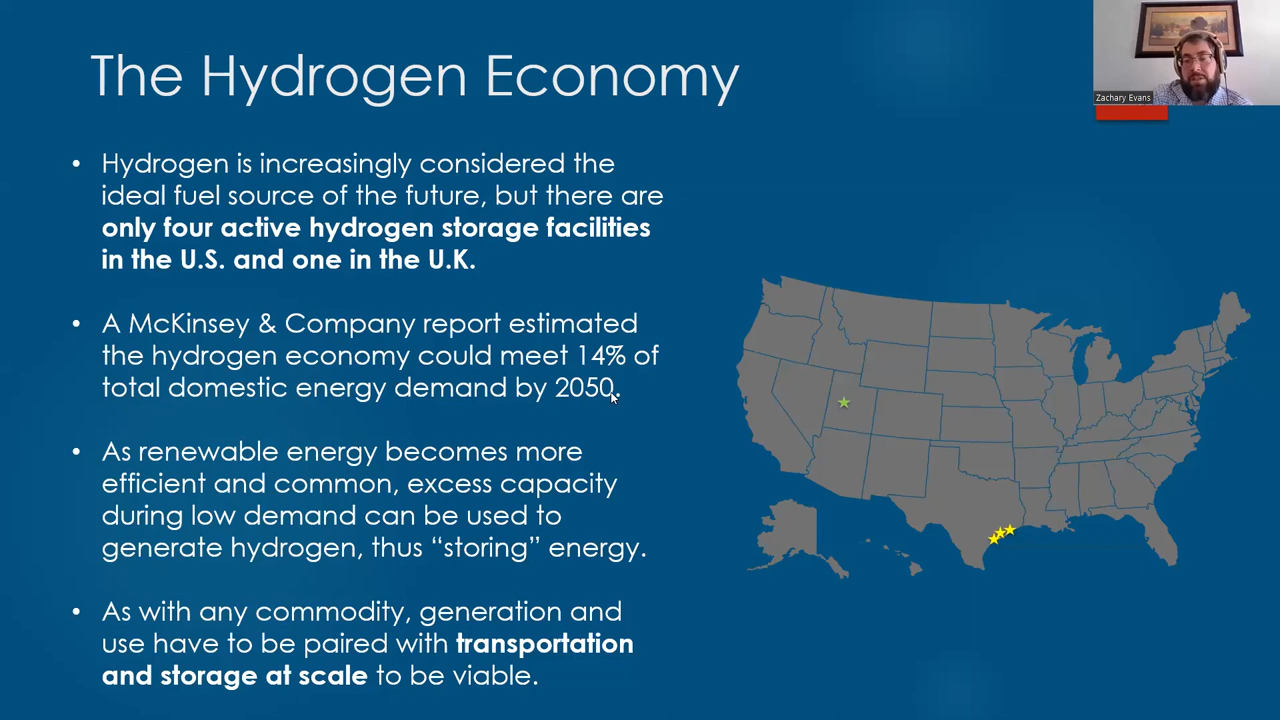 The Hydrogen Economy
Zachary Evans
• Hydrogen is increasingly considered the
ideal fuel source of the future, but there are
only four active hydrogen storage facilities
in the U.S. and one in the U.K.
• A McKinsey & Company report estimated
the hydrogen economy could meet 14% of
total domestic energy demand by 2050.
• As renewable energy becomes more
efficient and common, excess capacity
during low demand can be used to
generate hydrogen, thus “storing” energy.
• As with any commodity, generation and
use have to be paired with transportation
and storage at scale to be viable.